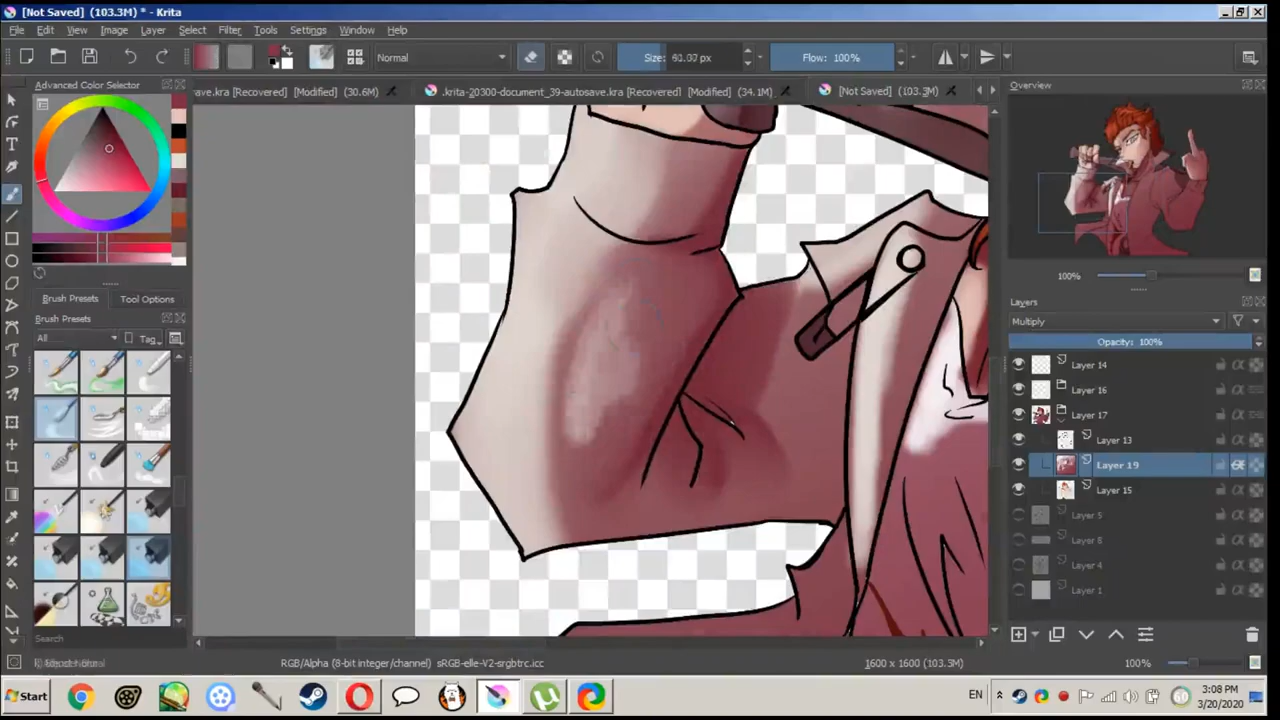 [Not Saved] (103.3M) * - Krita
File Edit View Image Layer Select Filter Tools Settings Window Help
Normal Size: 60.00 px Flow: 100%
Advanced Color Selector
ave.kra [Recovered] [Modified] (30.6M) .krita-20300-document_39-autosave.kra [Recovered] [Modified] (34.1M) [Not Saved] (103.3M)
Overview
100%
Brush Presets Tool Options
Brush Presets
All Tag
Search
Layers
Multiply
Opacity: 100%
Layer 14
Layer 16
Layer 17
Layer 13
Layer 19
Layer 15
Layer 5
Layer 8
Layer 4
Layer 1
RGB/Alpha (8-bit integer/channel) sRGB-elle-V2-srgbtrc.icc 1600 x 1600 (103.3M) 100%
Start EN 60 3:08 PM
3/20/2020